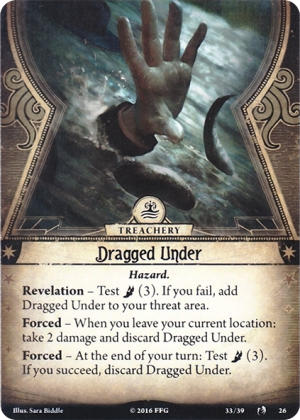 TREACHERY
Dragged Under
Hazard.
Revelation – Test (3). If you fail, add
Dragged Under to your threat area.
Forced – When you leave your current location:
take 2 damage and discard Dragged Under.
Forced – At the end of your turn: Test (3).
If you succeed, discard Dragged Under.
Illus. Sara Biddle © 2016 FFG 33/39 26